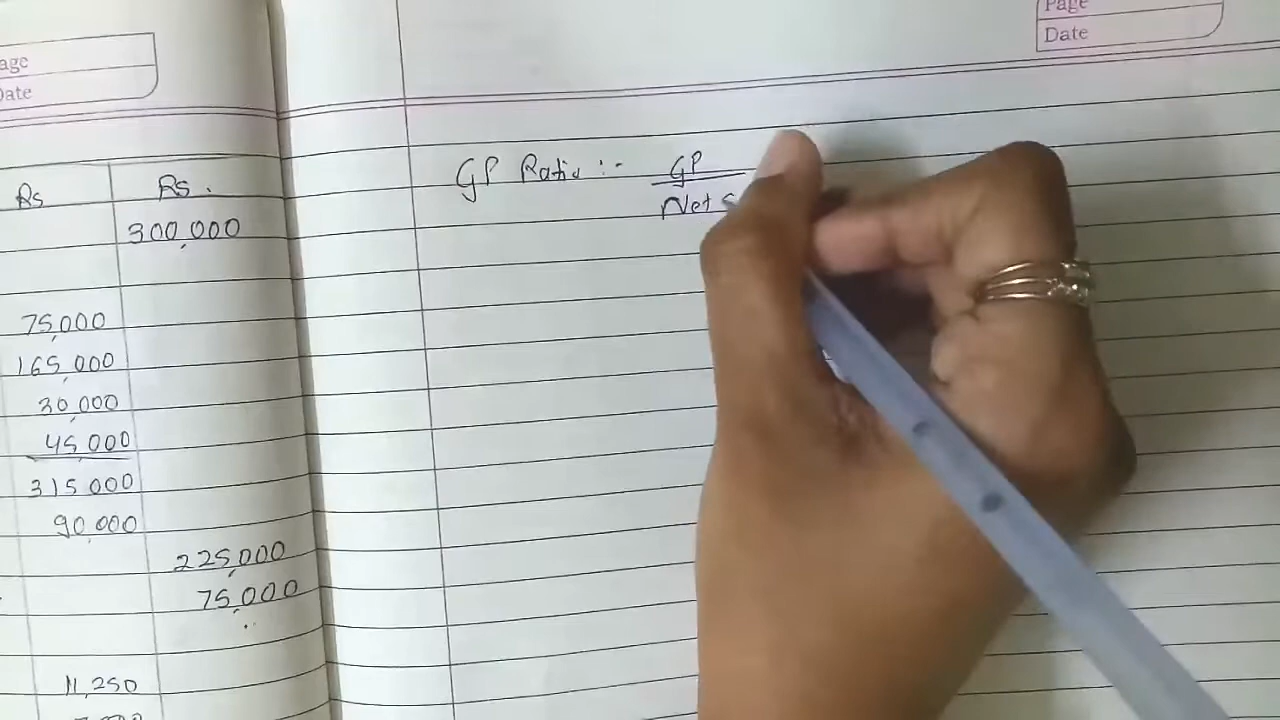 age
Date
Page
Date
Rs Rs.
300,000
75,000
165,000
30,000
45,000
315,000
90,000
225,000
75,000
11,250
GP Ratio :- GP
Net S